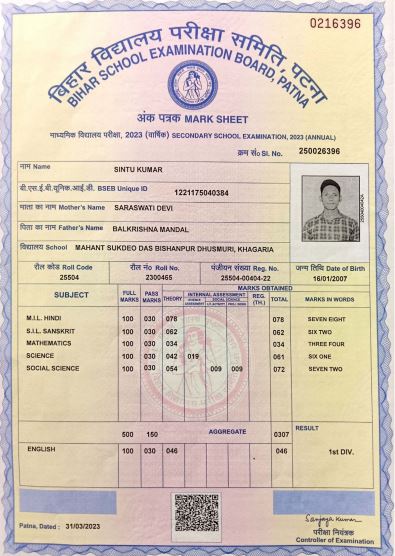 0216396
बिहार विद्यालय परीक्षा समिति, पटना
BIHAR SCHOOL EXAMINATION BOARD, PATNA
अंक पत्रक MARK SHEET
माध्यमिक विद्यालय परीक्षा, 2023 (वार्षिक) SECONDARY SCHOOL EXAMINATION, 2023 (ANNUAL)
क्रम सं० Sl. No. 250026396
नाम Name SINTU KUMAR
बी.एस.ई.बी.यूनिक.आई.डी. BSEB Unique ID 1221175040384
माता का नाम Mother's Name SARASWATI DEVI
पिता का नाम Father's Name BALKRISHNA MANDAL
विद्यालय School MAHANT SUKDEO DAS BISHANPUR DHUSMURI, KHAGARIA
रौल कोड Roll Code रौल नं० Roll No. पंजीयन संख्या Reg. No. जन्म तिथि Date of Birth
25504 2300465 25504-00404-22 16/01/2007
SUBJECT FULL MARKS PASS MARKS MARKS OBTAINED MARKS IN WORDS
THEORY INTERNAL ASSESSMENT REG. (TH.) TOTAL
SCIENCE SOCIAL SCIENCE
M.I.L. HINDI 100 030 078 078 SEVEN EIGHT
S.I.L. SANSKRIT 100 030 062 062 SIX TWO
MATHEMATICS 100 030 034 034 THREE FOUR
SCIENCE 100 030 042 019 061 SIX ONE
SOCIAL SCIENCE 100 030 054 009 009 072 SEVEN TWO
500 150 AGGREGATE 0307 RESULT
ENGLISH 100 030 046 046 1st DIV.
Patna, Dated : 31/03/2023
Sanjay Kumar
परीक्षा नियंत्रक
Controller of Examination